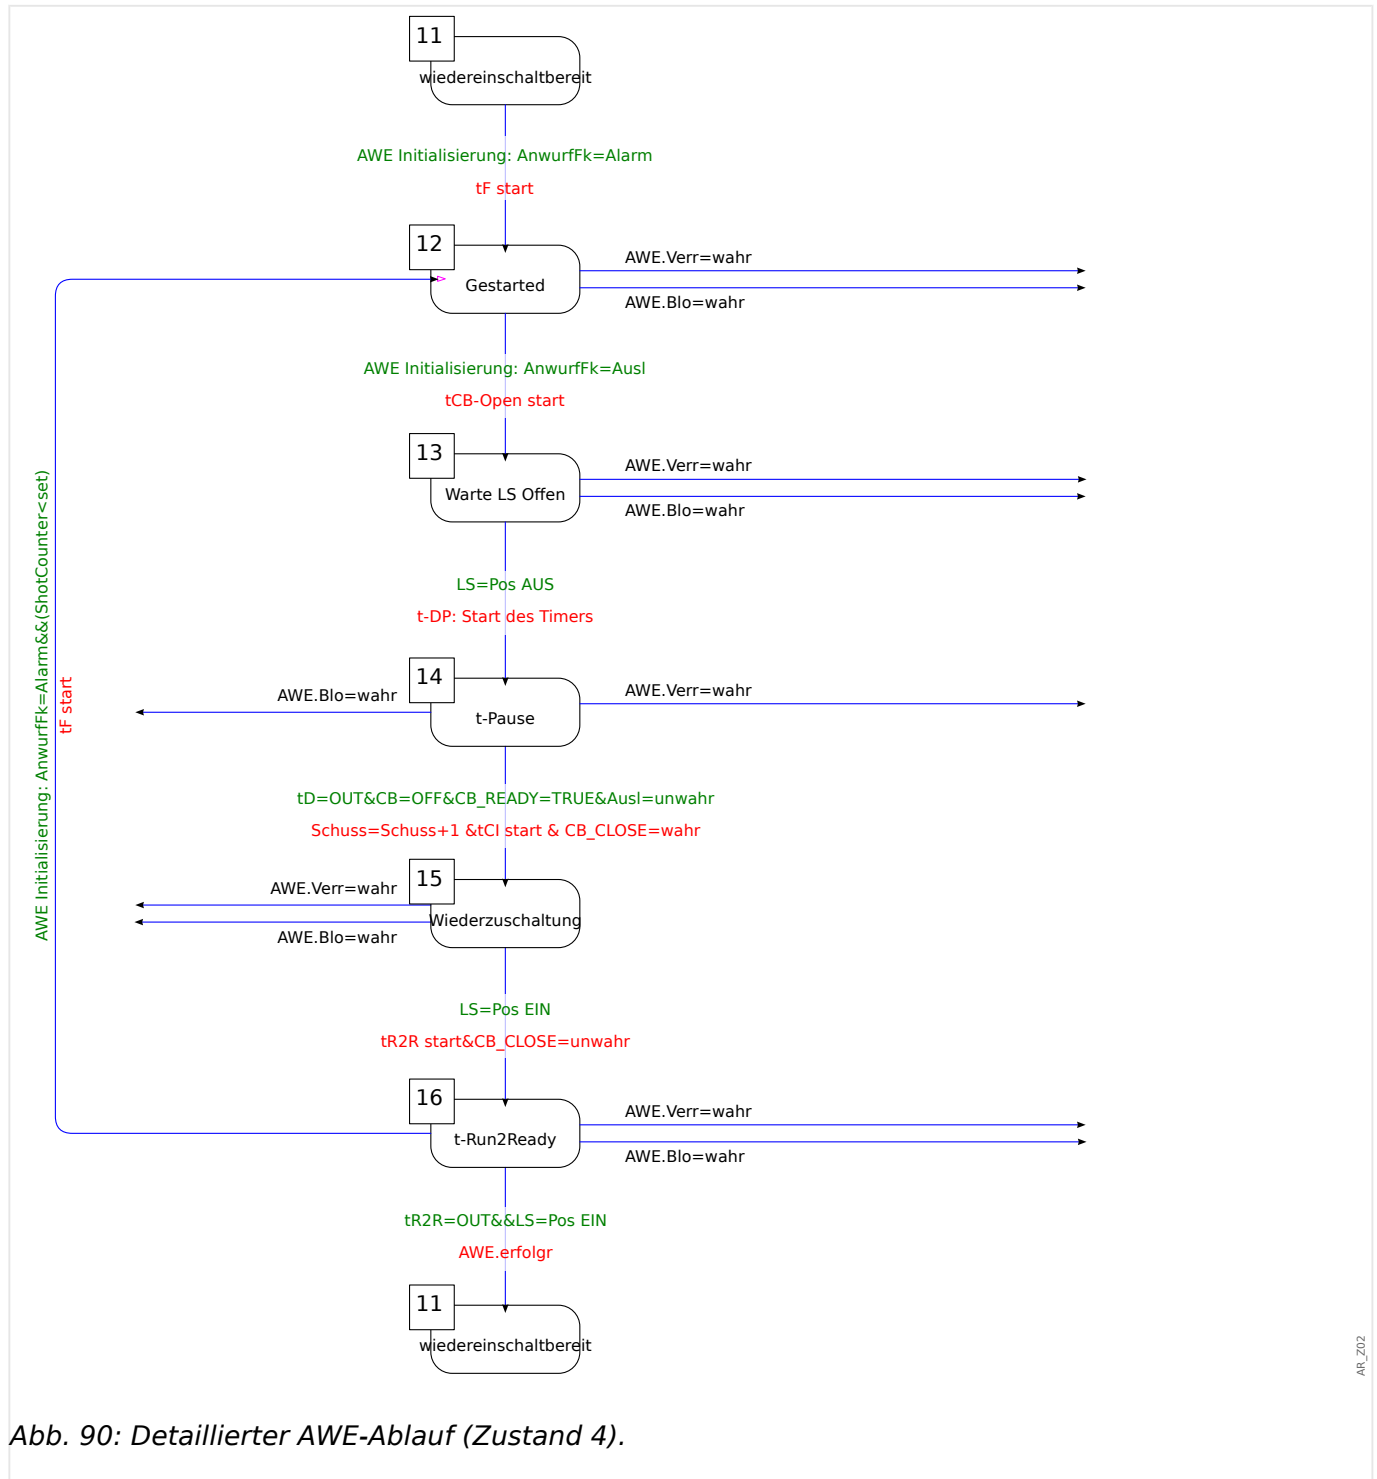 11
wiedereinschaltbereit
AWE Initialisierung: AnwurfFk=Alarm
tF start
12
Gestarted
AWE.Verr=wahr
AWE.Blo=wahr
AWE Initialisierung: AnwurfFk=Ausl
tCB-Open start
13
Warte LS Offen
AWE.Verr=wahr
AWE.Blo=wahr
LS=Pos AUS
t-DP: Start des Timers
14
t-Pause
AWE.Blo=wahr
AWE.Verr=wahr
tD=OUT&CB=OFF&CB_READY=TRUE&Ausl=unwahr
Schuss=Schuss+1 &tCI start & CB_CLOSE=wahr
15
Wiederzuschaltung
AWE.Verr=wahr
AWE.Blo=wahr
LS=Pos EIN
tR2R start&CB_CLOSE=unwahr
16
t-Run2Ready
AWE.Verr=wahr
AWE.Blo=wahr
AWE Initialisierung: AnwurfFk=Alarm&&(ShotCounter<set)
tF start
tR2R=OUT&&LS=Pos EIN
AWE.erfolgr
11
wiedereinschaltbereit
AR_Z02
Abb. 90: Detaillierter AWE-Ablauf (Zustand 4).